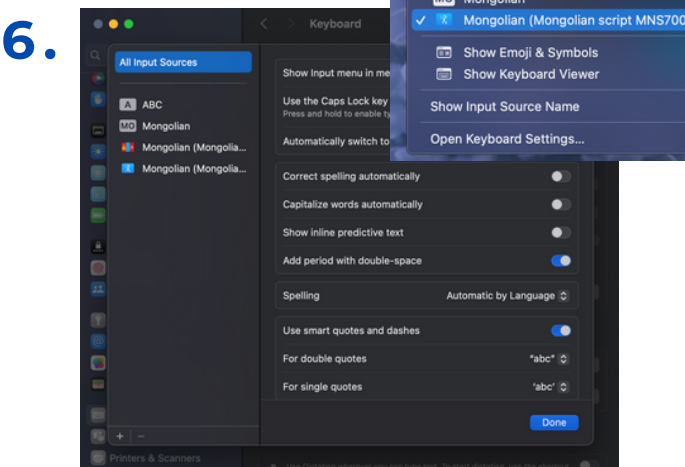 6.
Keyboard
All Input Sources
ABC
Mongolian
Mongolian (Mongolia...
Mongolian (Mongolia...
Show Input menu in me
Use the Caps Lock key
Press and hold to enable ty
Automatically switch to
Correct spelling automatically
Capitalize words automatically
Show inline predictive text
Add period with double-space
Spelling Automatic by Language
Use smart quotes and dashes
For double quotes "abc"
For single quotes 'abc'
Done
Printers & Scanners
Mongolian
Mongolian (Mongolian script MNS700
Show Emoji & Symbols
Show Keyboard Viewer
Show Input Source Name
Open Keyboard Settings...